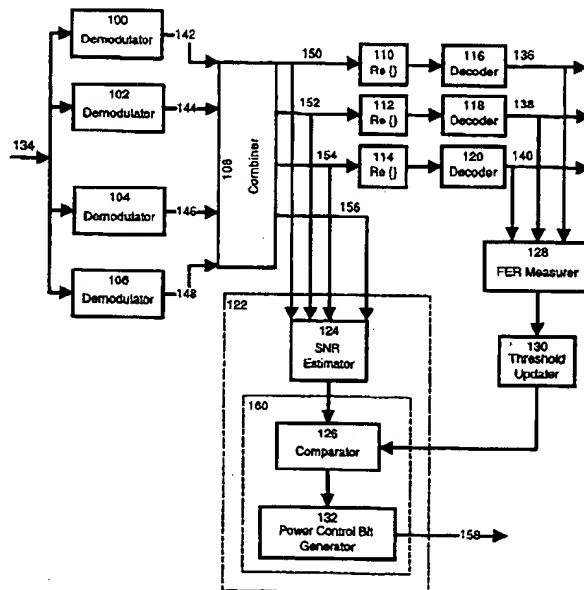 100
Demodulator
142
102
Demodulator
144
134
104
Demodulator
146
106
Demodulator
148
108
Combiner
150
110
Re {}
116
Decoder
136
152
112
Re {}
118
Decoder
138
154
114
Re {}
120
Decoder
140
156
128
FER Measurer
130
Threshold
Updater
122
124
SNR
Estimator
160
126
Comparator
132
Power Control Bit
Generator
158